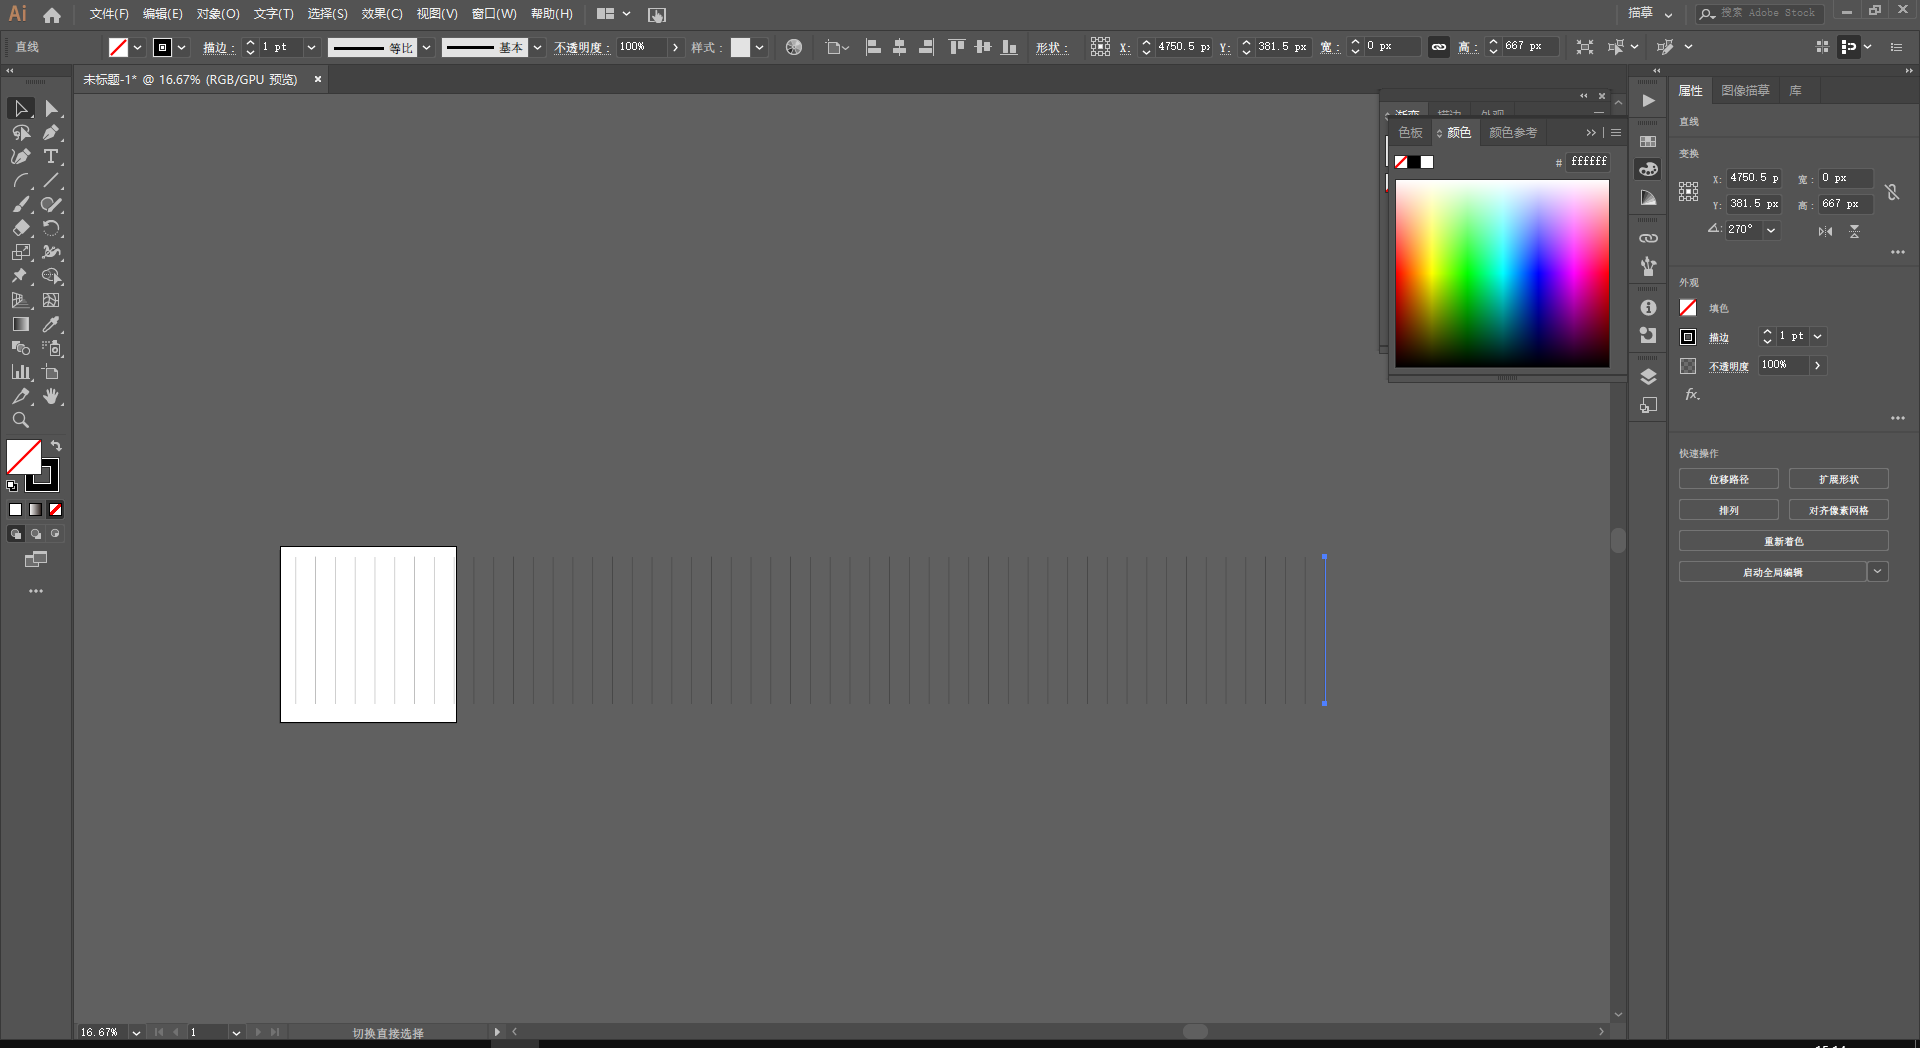 Ai 文件(F) 编辑(E) 对象(O) 文字(T) 选择(S) 效果(C) 视图(V) 窗口(W) 帮助(H) 描摹 搜索 Adobe Stock
直线 描边: 1 pt 等比 基本 不透明度: 100% 样式: 形状: X: 4750.5 px Y: 381.5 px 宽: 0 px 高: 667 px
未标题-1* @ 16.67% (RGB/GPU 预览) ×
渐变 描边 外观
色板 颜色 颜色参考
# ffffff
属性 图像描摹 库
直线
变换
X: 4750.5 p 宽: 0 px
Y: 381.5 px 高: 667 px
270°
外观
填色
描边 1 pt
不透明度 100%
fx.
快速操作
位移路径 扩展形状
排列 对齐像素网格
重新着色
启动全局编辑
16.67% 1 切换直接选择